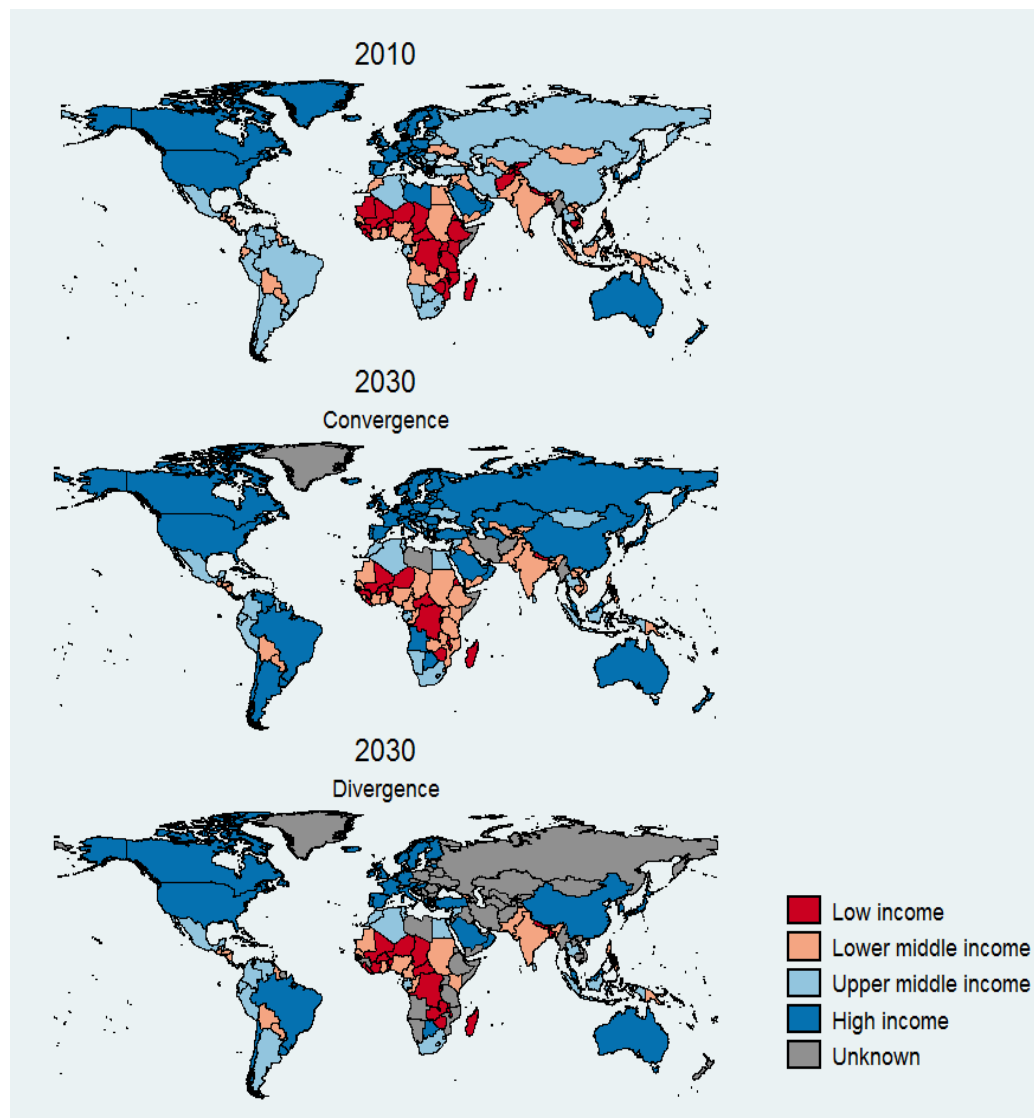 2010
2030
Convergence
2030
Divergence
Low income
Lower middle income
Upper middle income
High income
Unknown